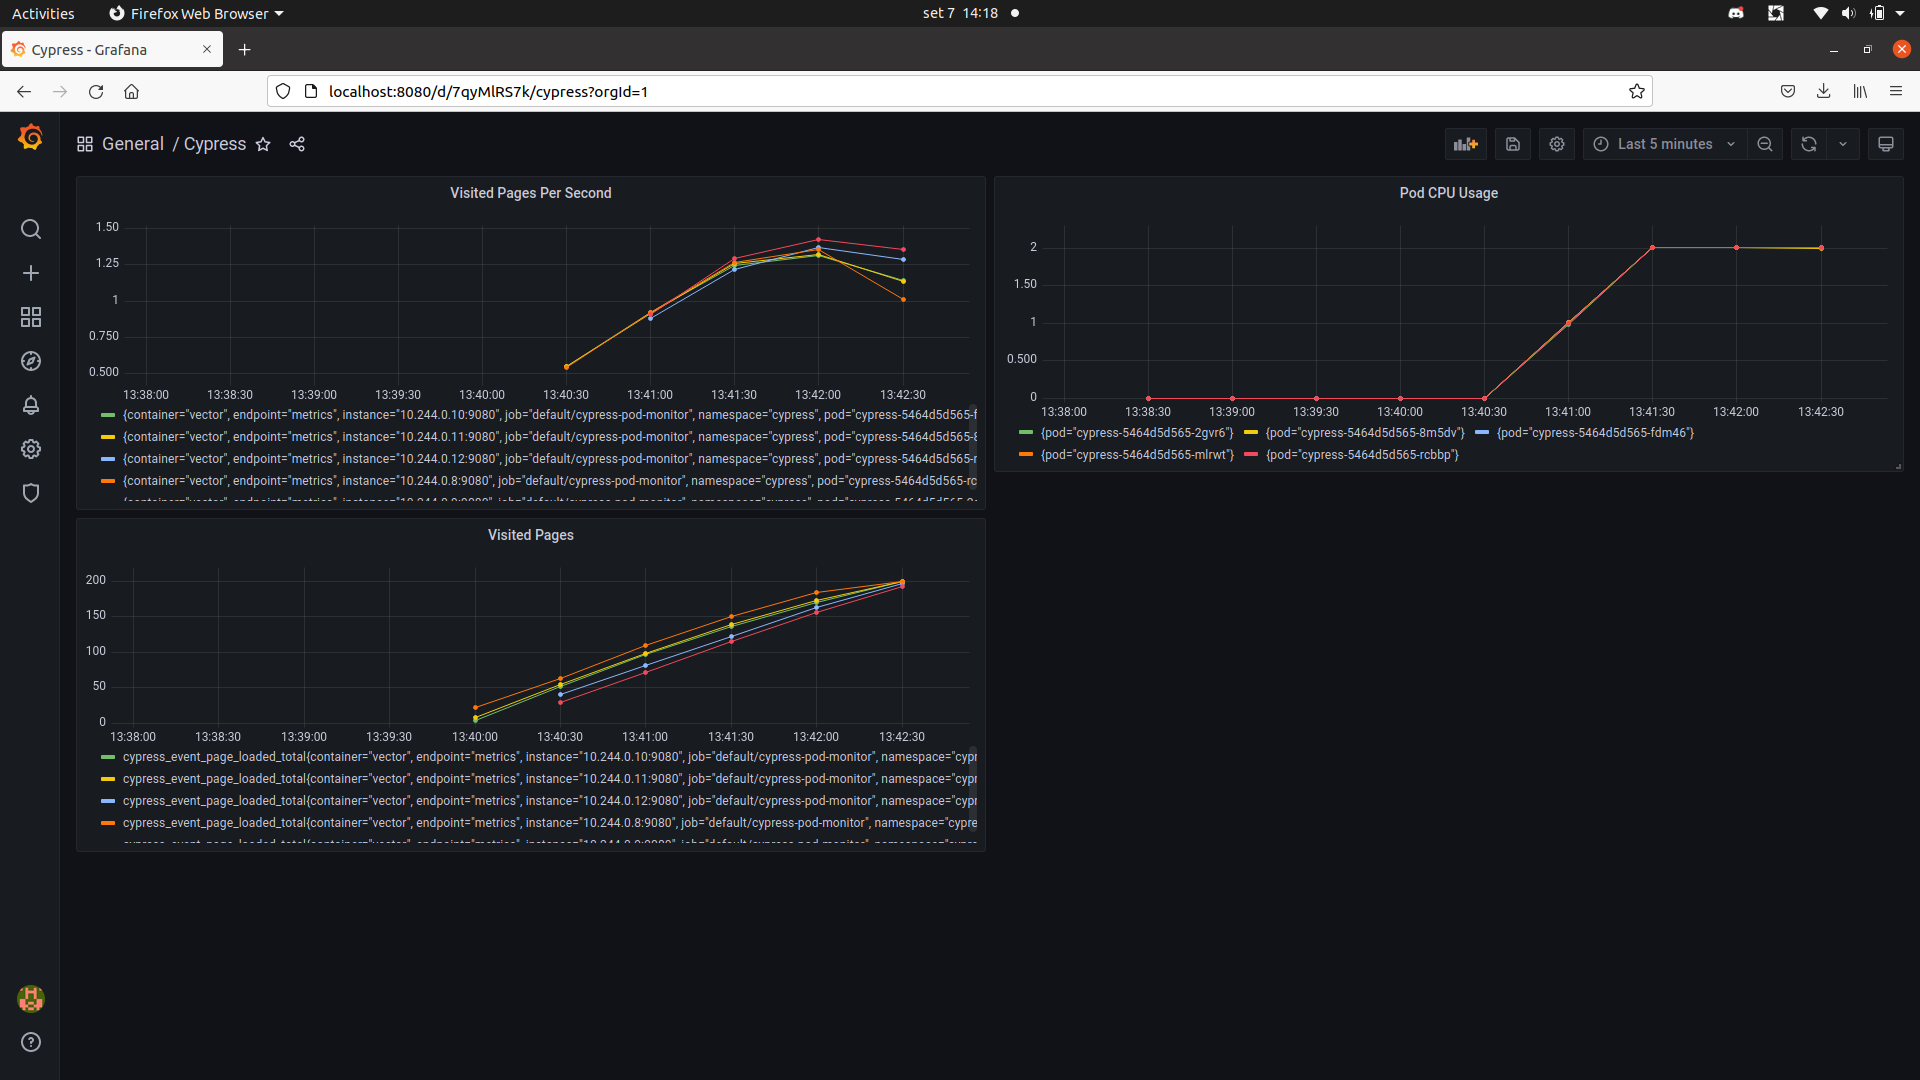 Activities Firefox Web Browser set 7 14:18
Cypress - Grafana
localhost:8080/d/7qyMlRS7k/cypress?orgId=1
General / Cypress Last 5 minutes
Visited Pages Per Second
1.50
1.25
1
0.750
0.500
13:38:00 13:38:30 13:39:00 13:39:30 13:40:00 13:40:30 13:41:00 13:41:30 13:42:00 13:42:30
{container="vector", endpoint="metrics", instance="10.244.0.10:9080", job="default/cypress-pod-monitor", namespace="cypress", pod="cypress-5464d5d565-f
{container="vector", endpoint="metrics", instance="10.244.0.11:9080", job="default/cypress-pod-monitor", namespace="cypress", pod="cypress-5464d5d565-8
{container="vector", endpoint="metrics", instance="10.244.0.12:9080", job="default/cypress-pod-monitor", namespace="cypress", pod="cypress-5464d5d565-
{container="vector", endpoint="metrics", instance="10.244.0.8:9080", job="default/cypress-pod-monitor", namespace="cypress", pod="cypress-5464d5d565-rc
Pod CPU Usage
2
1.50
1
0.500
0
13:38:00 13:38:30 13:39:00 13:39:30 13:40:00 13:40:30 13:41:00 13:41:30 13:42:00 13:42:30
{pod="cypress-5464d5d565-2gvr6"} {pod="cypress-5464d5d565-8m5dv"} {pod="cypress-5464d5d565-fdm46"}
{pod="cypress-5464d5d565-mlrwt"} {pod="cypress-5464d5d565-rcbbp"}
Visited Pages
200
150
100
50
0
13:38:00 13:38:30 13:39:00 13:39:30 13:40:00 13:40:30 13:41:00 13:41:30 13:42:00 13:42:30
cypress_event_page_loaded_total{container="vector", endpoint="metrics", instance="10.244.0.10:9080", job="default/cypress-pod-monitor", namespace="cypr
cypress_event_page_loaded_total{container="vector", endpoint="metrics", instance="10.244.0.11:9080", job="default/cypress-pod-monitor", namespace="cypr
cypress_event_page_loaded_total{container="vector", endpoint="metrics", instance="10.244.0.12:9080", job="default/cypress-pod-monitor", namespace="cypr
cypress_event_page_loaded_total{container="vector", endpoint="metrics", instance="10.244.0.8:9080", job="default/cypress-pod-monitor", namespace="cypre